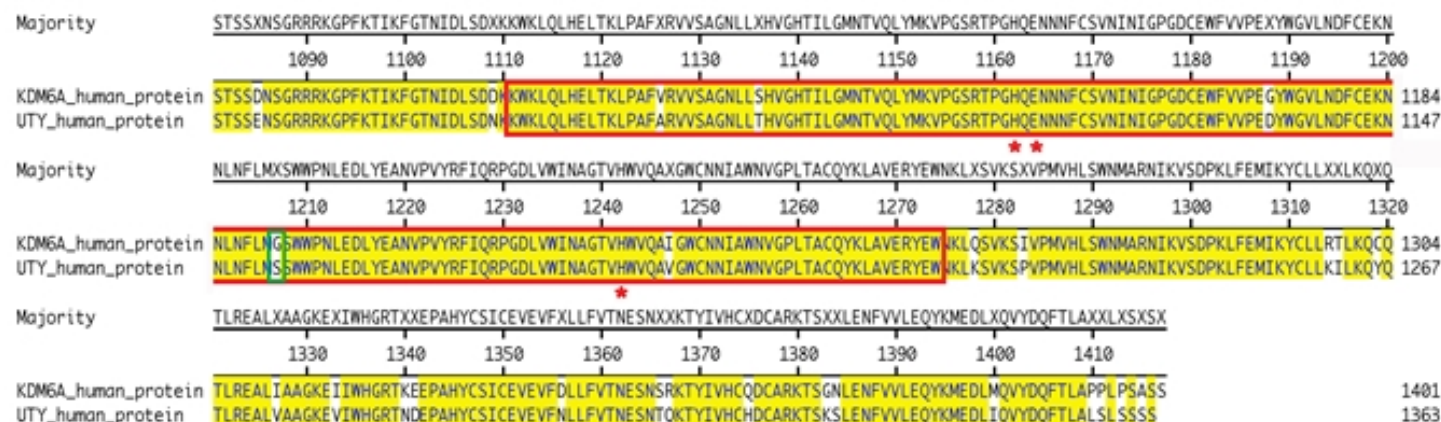 Majority STSSXNSGRRRKGPFKTIKFGTNIDLSDXKKWKLQLHELTKLPAFXRVVSAGNLLXHVGHTILGMNTVQLYMKVPGSRTPGHQENNNFCSVNINIGPGDCEWFVVPEXYWGVLNDFCEKN
1090 1100 1110 1120 1130 1140 1150 1160 1170 1180 1190 1200
KDM6A_human_protein STSSDNSGRRRKGPFKTIKFGTNIDLSDDKKWKLQLHELTKLPAFVRVVSAGNLLSHVGHTILGMNTVQLYMKVPGSRTPGHQENNNFCSVNINIGPGDCEWFVVPEGYWGVLNDFCEKN 1184
UTY_human_protein STSSENSGRRRKGPFKTIKFGTNIDLSDNKKWKLQLHELTKLPAFARVVSAGNLLTHVGHTILGMNTVQLYMKVPGSRTPGHQENNNFCSVNINIGPGDCEWFVVPEDYWGVLNDFCEKN 1147
* *
Majority NLNFLMXSWWPNLEDLYEANVPVYRFIQRPGDLVWINAGTVHWVQAXGWCNNIAWNVGPLTACQYKLAVERYEWNKLXSVKSXVPMVHLSWNMARNIKVSDPKLFEMIKYCLLXXLKQXQ
1210 1220 1230 1240 1250 1260 1270 1280 1290 1300 1310 1320
KDM6A_human_protein NLNFLMGSWWPNLEDLYEANVPVYRFIQRPGDLVWINAGTVHWVQAIGWCNNIAWNVGPLTACQYKLAVERYEWNKLQSVKSIVPMVHLSWNMARNIKVSDPKLFEMIKYCLLRTLKQCQ 1304
UTY_human_protein NLNFLMSSWWPNLEDLYEANVPVYRFIQRPGDLVWINAGTVHWVQAVGWCNNIAWNVGPLTACQYKLAVERYEWNKLKSVKSPVPMVHLSWNMARNIKVSDPKLFEMIKYCLLKILKQYQ 1267
*
Majority TLREALXAAGKEXIWHGRTXXEPAHYCSICEVEVFXLLFVTNESNXXKTYIVHCXDCARKTSXXLENFVVLEQYKMEDLXQVYDQFTLAXXLXSXSX
1330 1340 1350 1360 1370 1380 1390 1400 1410
KDM6A_human_protein TLREALIAAGKEIIWHGRTKEEPAHYCSICEVEVFDLLFVTNESNSRKTYIVHCQDCARKTSGNLENFVVLEQYKMEDLMQVYDQFTLAPPLPSASS 1401
UTY_human_protein TLREALVAAGKEVIWHGRTNDEPAHYCSICEVEVFNLLFVTNESNTQKTYIVHCHDCARKTSKSLENFVVLEQYKMEDLIQVYDQFTLALSLSSSS 1363